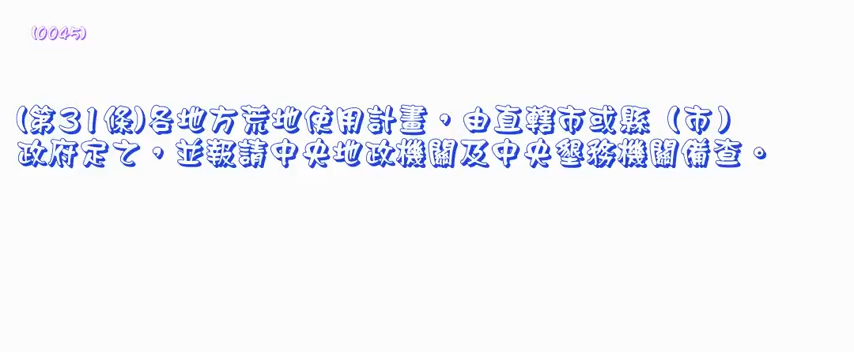 (0045)
(第31條)各地方荒地使用計畫，由直轄市或縣（市）
政府定之，並報請中央地政機關及中央墾務機關備查。